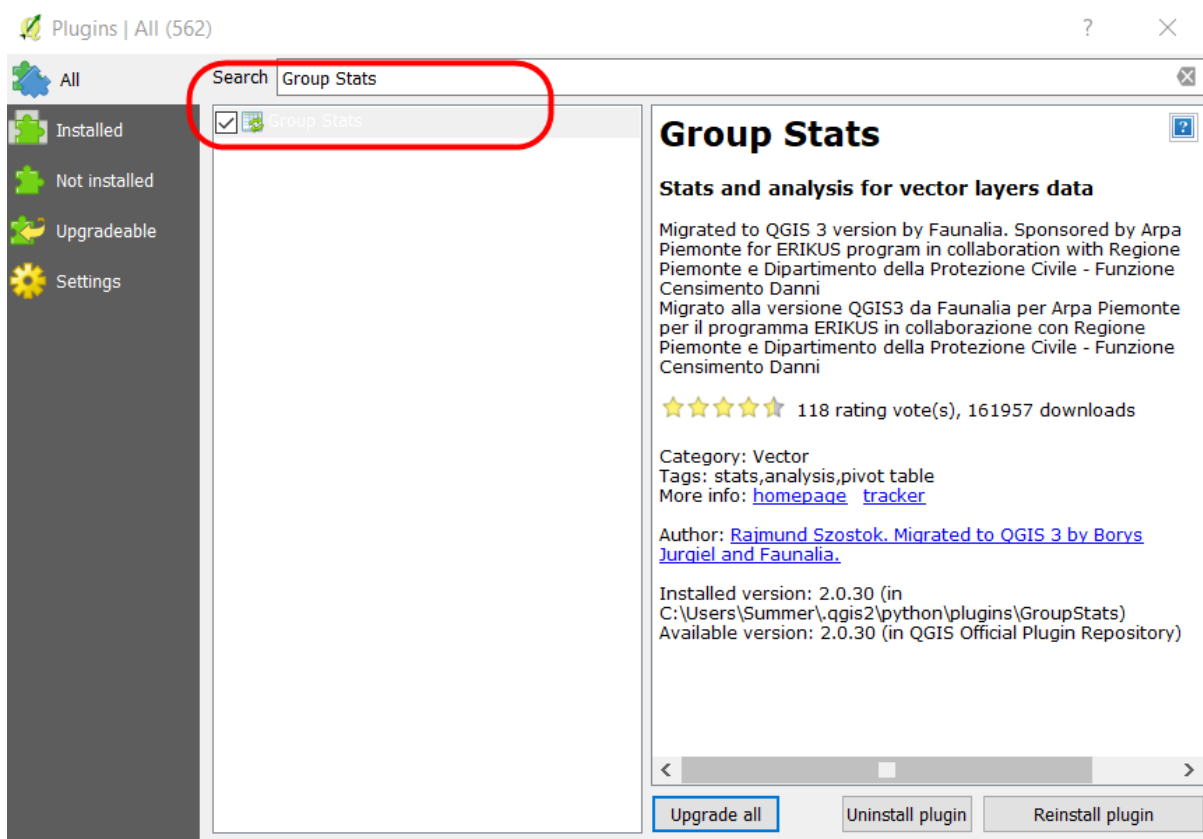 Plugins | All (562)
?
All
Installed
Not installed
Upgradeable
Settings
Search Group Stats
Group Stats
Group Stats
?
Stats and analysis for vector layers data
Migrated to QGIS 3 version by Faunalia. Sponsored by Arpa
Piemonte for ERIKUS program in collaboration with Regione
Piemonte e Dipartimento della Protezione Civile - Funzione
Censimento Danni
Migrato alla versione QGIS3 da Faunalia per Arpa Piemonte
per il programma ERIKUS in collaborazione con Regione
Piemonte e Dipartimento della Protezione Civile - Funzione
Censimento Danni
118 rating vote(s), 161957 downloads
Category: Vector
Tags: stats,analysis,pivot table
More info: homepage tracker
Author: Rajmund Szostok. Migrated to QGIS 3 by Borys
Jurgiel and Faunalia.
Installed version: 2.0.30 (in
C:\Users\Summer\.qgis2\python\plugins\GroupStats)
Available version: 2.0.30 (in QGIS Official Plugin Repository)
Upgrade all
Uninstall plugin
Reinstall plugin